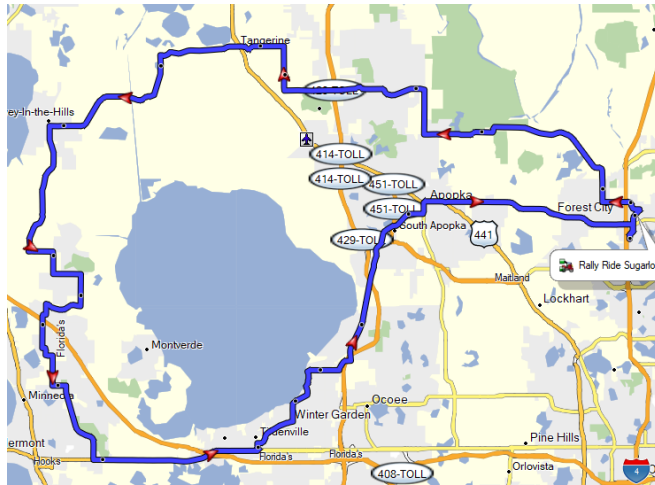 Tangerine
429-TOLL
ey-In-the-Hills
414-TOLL
414-TOLL
451-TOLL
Apopka
451-TOLL
Forest City
South Apopka
441
429-TOLL
Rally Ride Sugarlo
Maitland
Lockhart
Florida's
Montverde
Minneola
Ocoee
Winter Garden
Pine Hills
ermont
Hooks
Florida's
Florida's
408-TOLL
Orlovista
4